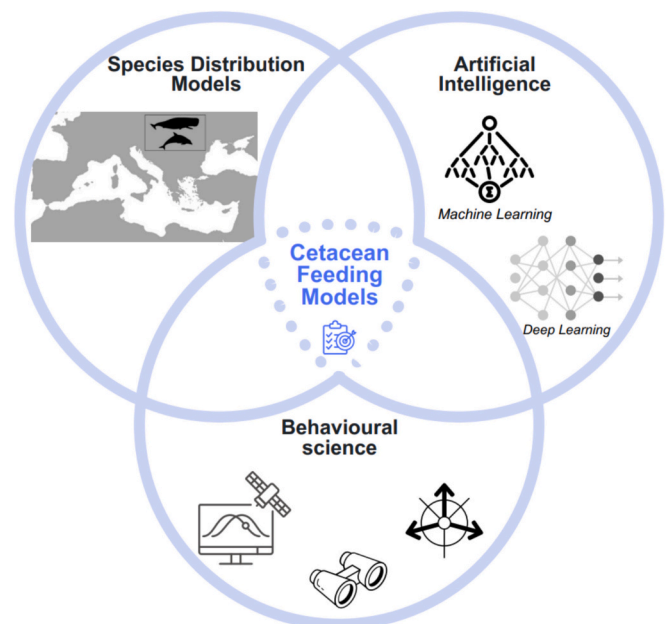 Species Distribution
Models
Artificial
Intelligence
Machine Learning
Cetacean
Feeding
Models
Deep Learning
Behavioural
science